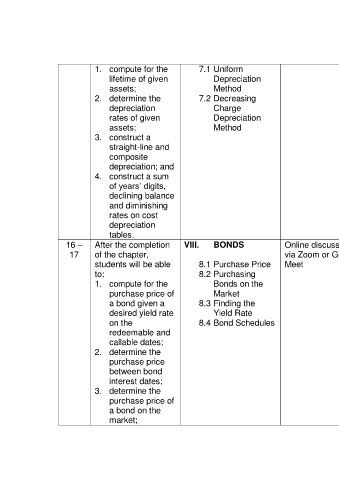 1. compute for the
lifetime of given
assets;
2. determine the
depreciation
rates of given
assets;
3. construct a
straight-line and
composite
depreciation; and
4. construct a sum
of years' digits,
declining balance
and diminishing
rates on cost
depreciation
tables.
7.1 Uniform
Depreciation
Method
7.2 Decreasing
Charge
Depreciation
Method
16 –
17
After the completion
of the chapter,
students will be able
to:
1. compute for the
purchase price of
a bond given a
desired yield rate
on the
redeemable and
callable dates;
2. determine the
purchase price
between bond
interest dates;
3. determine the
purchase price of
a bond on the
market;
VIII. BONDS
8.1 Purchase Price
8.2 Purchasing
Bonds on the
Market
8.3 Finding the
Yield Rate
8.4 Bond Schedules
Online discuss
via Zoom or G
Meet